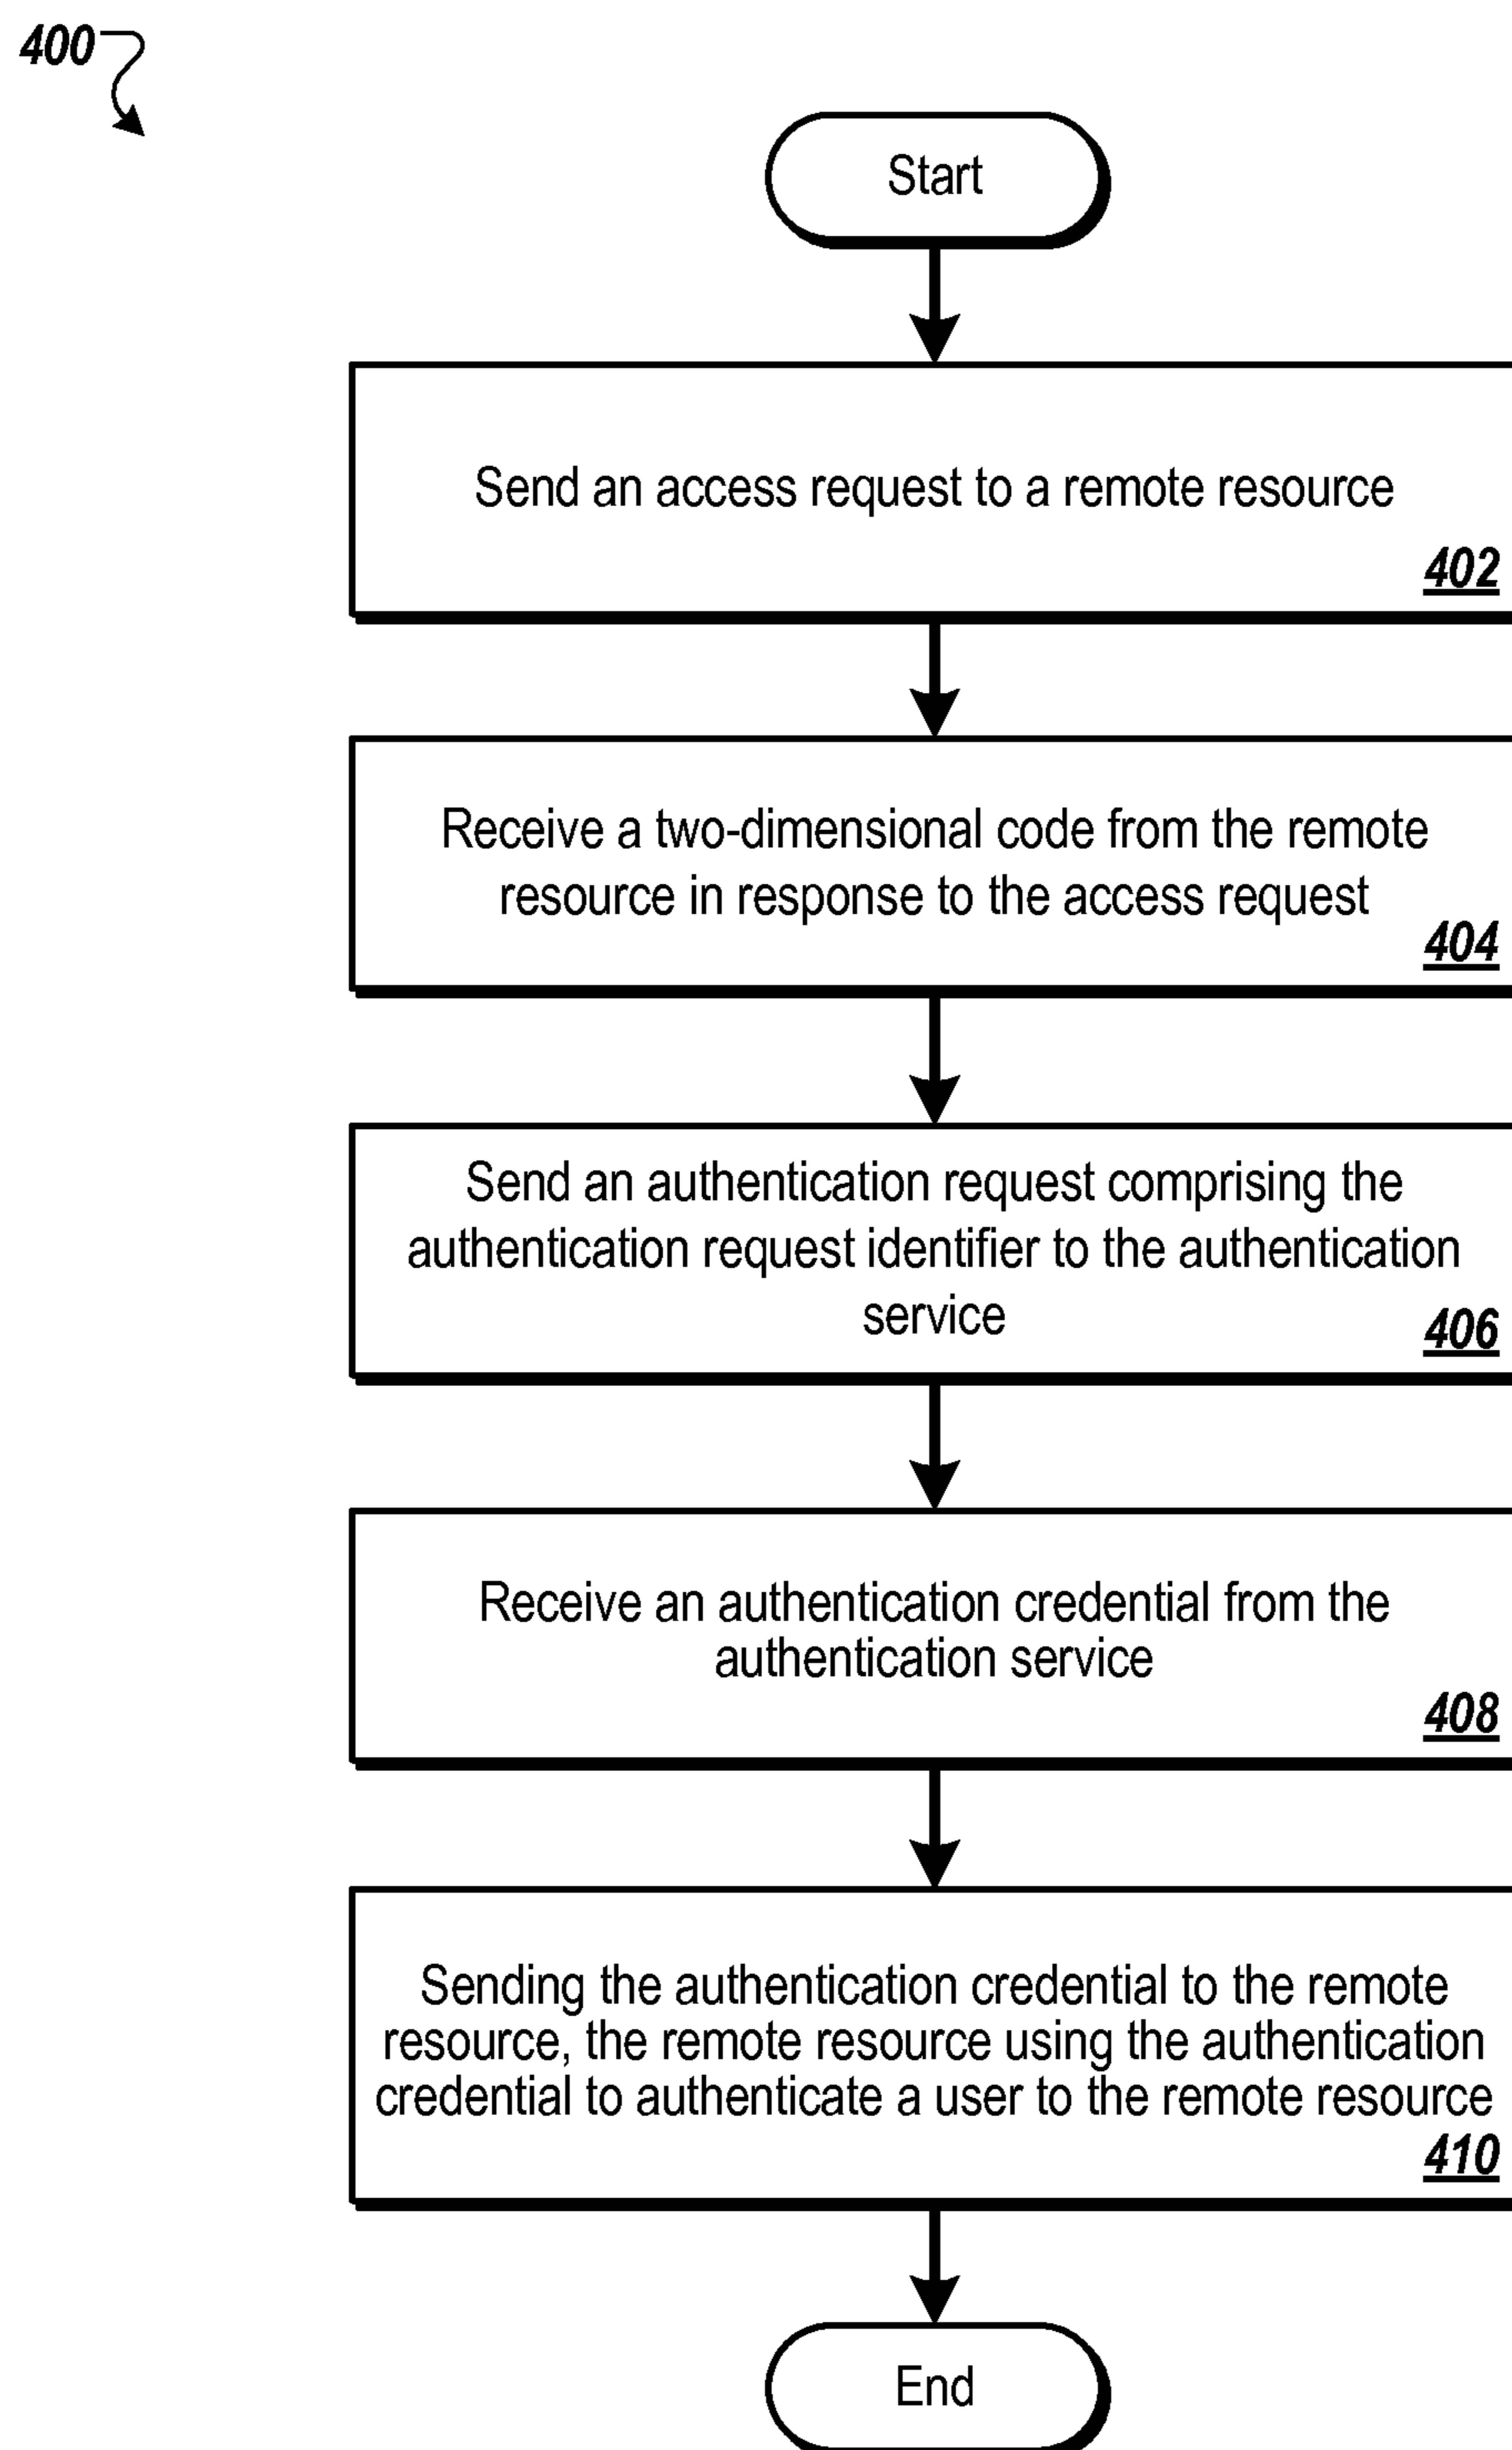 400
Start
Send an access request to a remote resource
402
Receive a two-dimensional code from the remote
resource in response to the access request
404
Send an authentication request comprising the
authentication request identifier to the authentication
service
406
Receive an authentication credential from the
authentication service
408
Sending the authentication credential to the remote
resource, the remote resource using the authentication
credential to authenticate a user to the remote resource
410
End